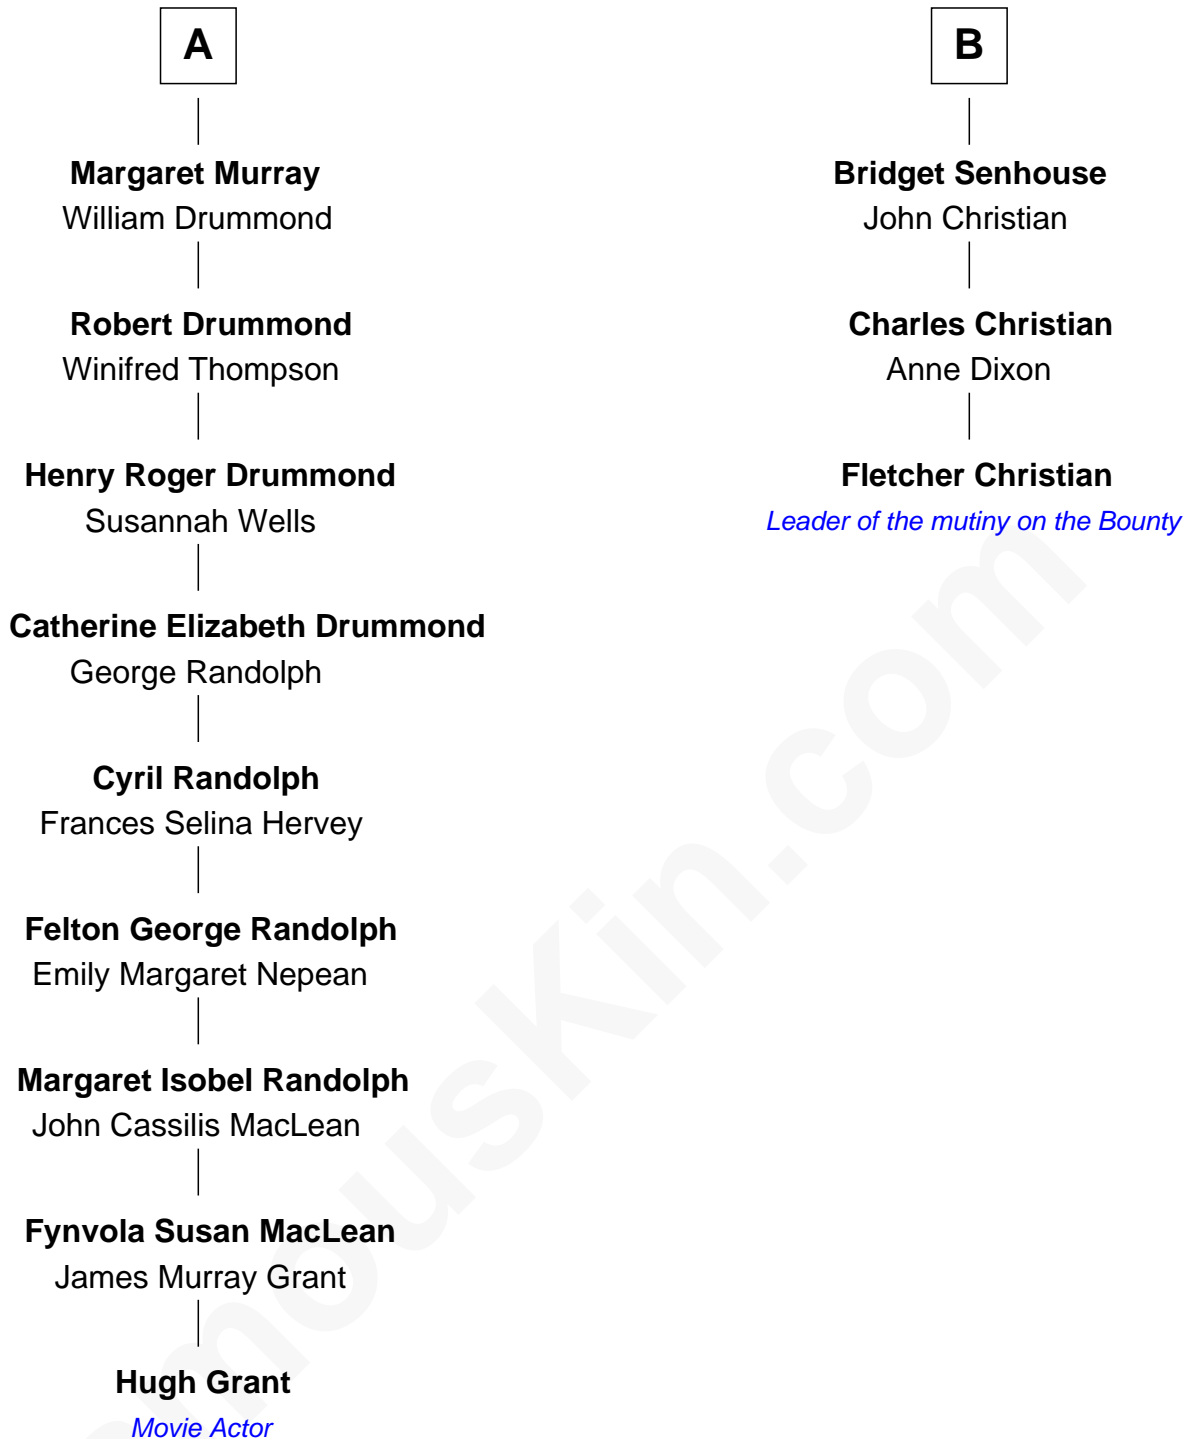 A
Margaret Murray
William Drummond
Robert Drummond
Winifred Thompson
Henry Roger Drummond
Susannah Wells
Catherine Elizabeth Drummond
George Randolph
Cyril Randolph
Frances Selina Hervey
Felton George Randolph
Emily Margaret Nepean
Margaret Isobel Randolph
John Cassilis MacLean
Fynvola Susan MacLean
James Murray Grant
Hugh Grant
Movie Actor
B
Bridget Senhouse
John Christian
Charles Christian
Anne Dixon
Fletcher Christian
Leader of the mutiny on the Bounty
mouskin.com